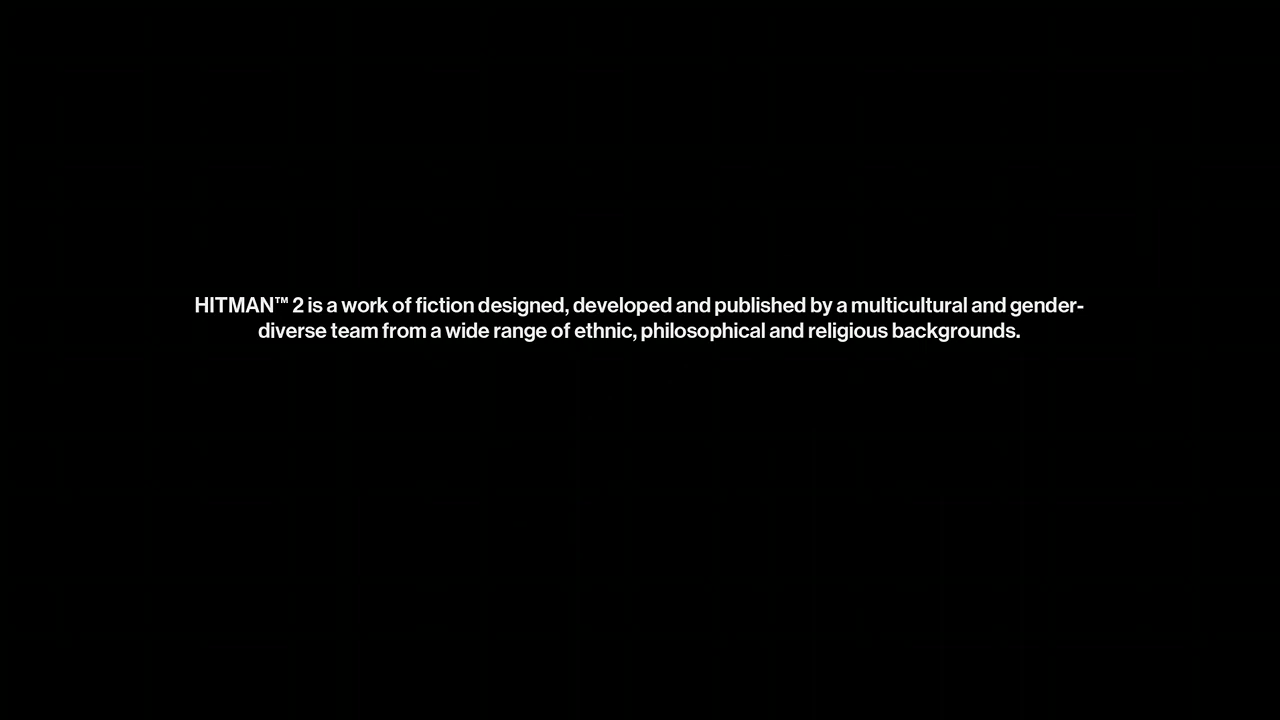 HITMAN™ 2 is a work of fiction designed, developed and published by a multicultural and gender-
diverse team from a wide range of ethnic, philosophical and religious backgrounds.